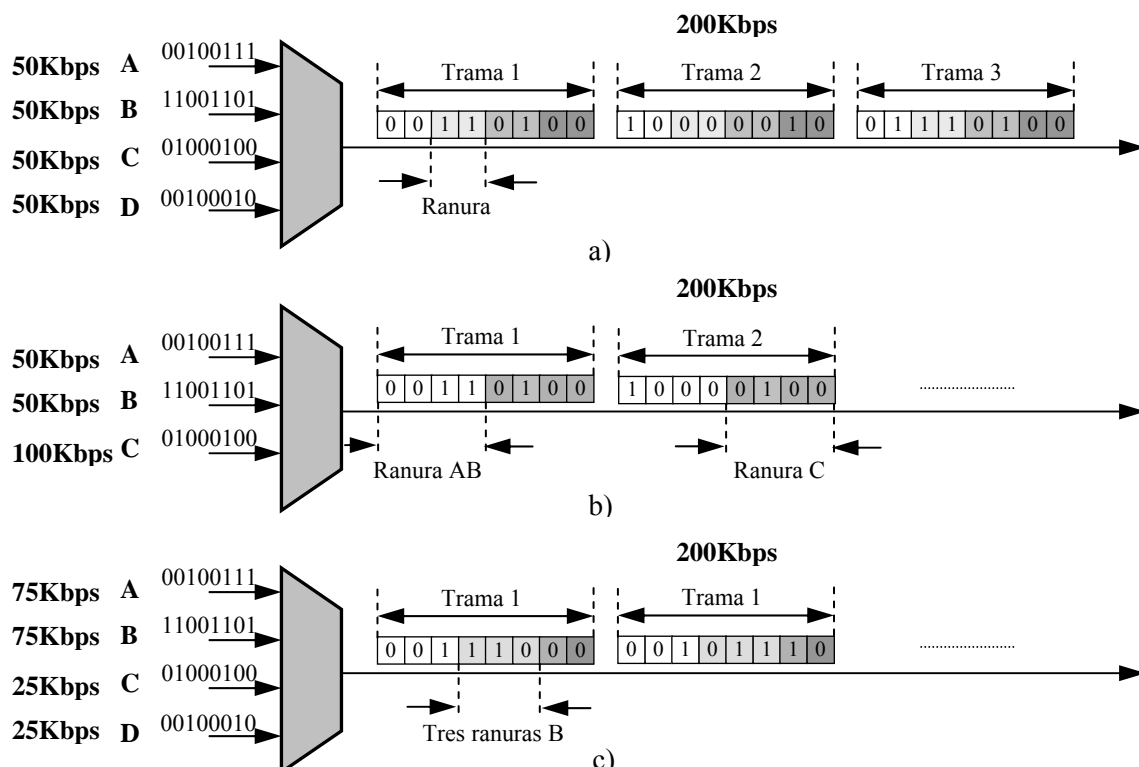 200Kbps
50Kbps A 00100111
Trama 1 Trama 2 Trama 3
50Kbps B 11001101
0 0 1 1 0 1 0 0 1 0 0 0 0 0 1 0 0 1 1 1 0 1 0 0
50Kbps C 01000100
50Kbps D 00100010
Ranura
a)
200Kbps
50Kbps A 00100111
Trama 1 Trama 2
50Kbps B 11001101
0 0 1 1 0 1 0 0 1 0 0 0 0 1 0 0 ........................
100Kbps C 01000100
Ranura AB Ranura C
b)
200Kbps
75Kbps A 00100111
Trama 1 Trama 1
75Kbps B 11001101
0 0 1 1 1 0 0 0 0 0 1 0 1 1 1 0 ........................
25Kbps C 01000100
25Kbps D 00100010
Tres ranuras B
c)